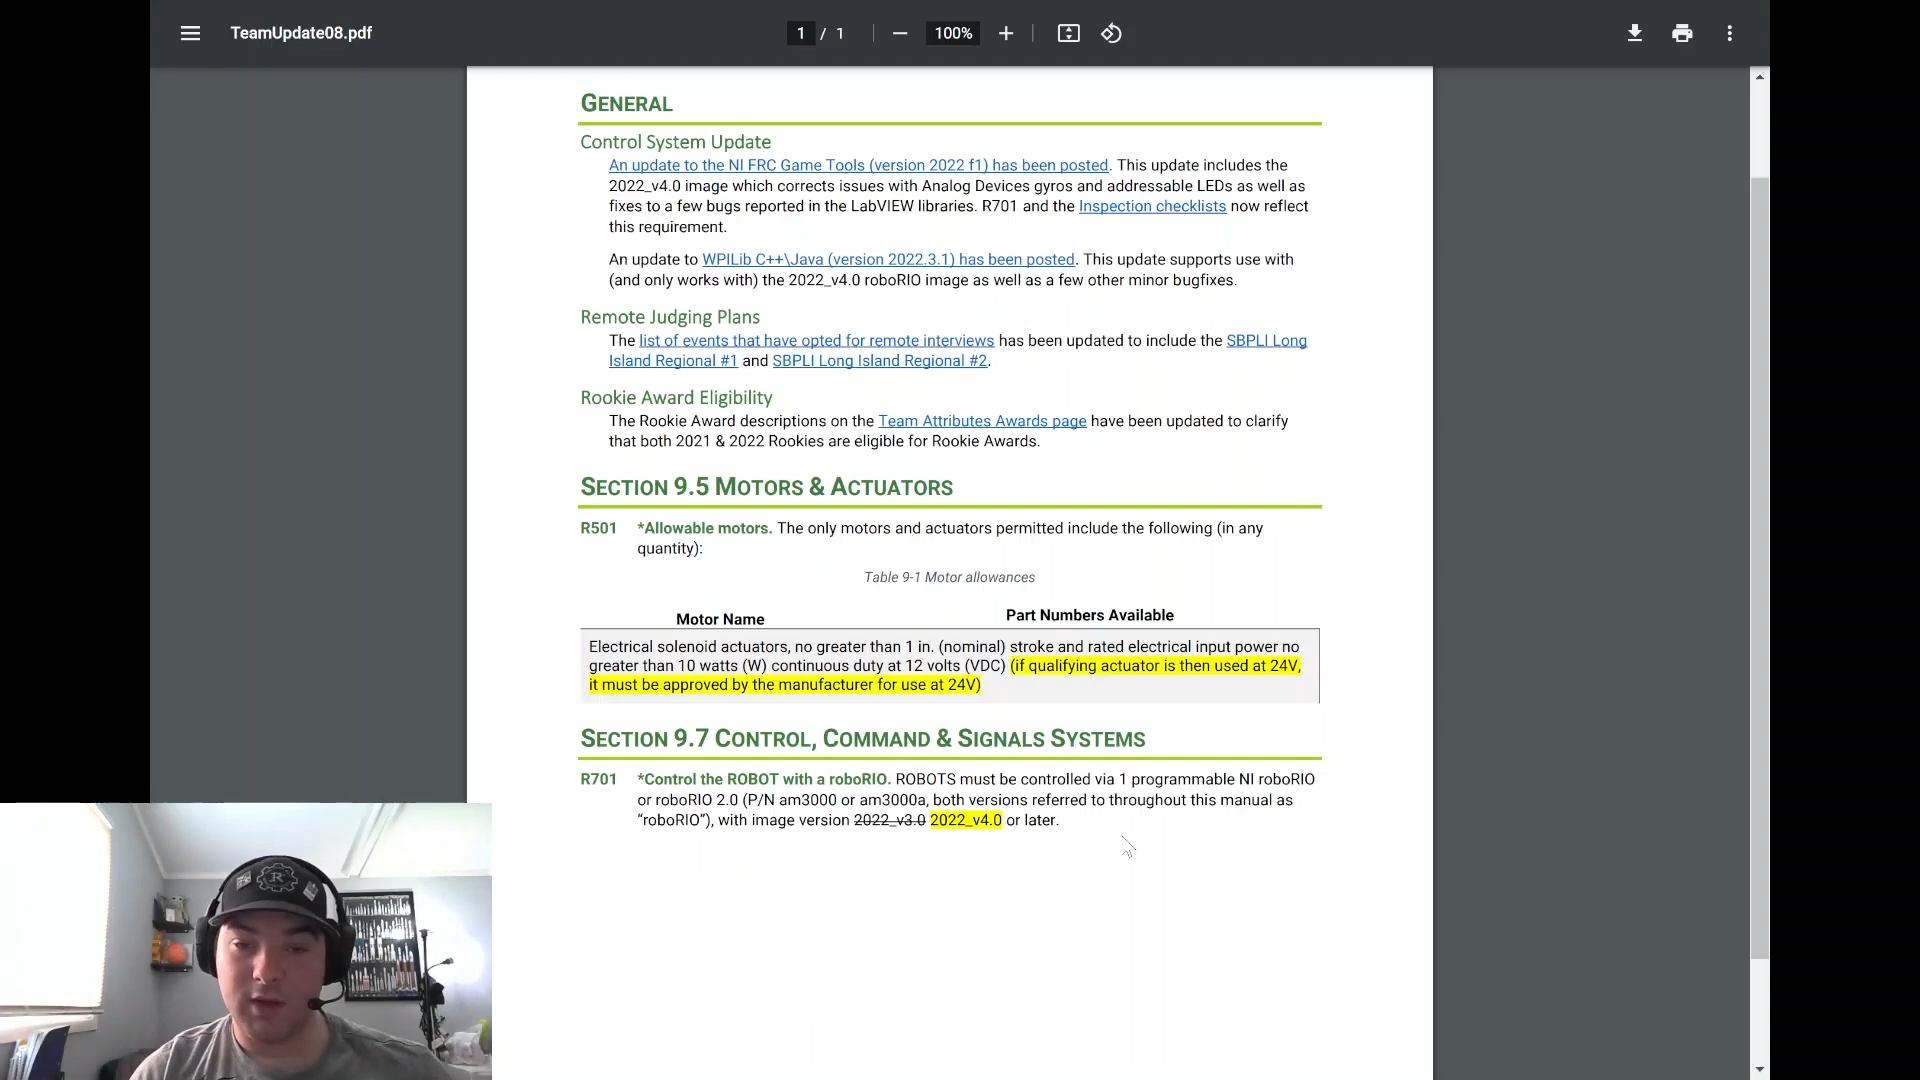 TeamUpdate08.pdf
1 / 1
100%
GENERAL
Control System Update
An update to the NI FRC Game Tools (version 2022 f1) has been posted. This update includes the
2022_v4.0 image which corrects issues with Analog Devices gyros and addressable LEDs as well as
fixes to a few bugs reported in the LabVIEW libraries. R701 and the Inspection checklists now reflect
this requirement.
An update to WPILib C++\Java (version 2022.3.1) has been posted. This update supports use with
(and only works with) the 2022_v4.0 roboRIO image as well as a few other minor bugfixes.
Remote Judging Plans
The list of events that have opted for remote interviews has been updated to include the SBPLI Long
Island Regional #1 and SBPLI Long Island Regional #2.
Rookie Award Eligibility
The Rookie Award descriptions on the Team Attributes Awards page have been updated to clarify
that both 2021 & 2022 Rookies are eligible for Rookie Awards.
SECTION 9.5 MOTORS & ACTUATORS
R501 *Allowable motors. The only motors and actuators permitted include the following (in any
quantity):
Table 9-1 Motor allowances
Motor Name Part Numbers Available
Electrical solenoid actuators, no greater than 1 in. (nominal) stroke and rated electrical input power no
greater than 10 watts (W) continuous duty at 12 volts (VDC) (if qualifying actuator is then used at 24V,
it must be approved by the manufacturer for use at 24V)
SECTION 9.7 CONTROL, COMMAND & SIGNALS SYSTEMS
R701 *Control the ROBOT with a roboRIO. ROBOTS must be controlled via 1 programmable NI roboRIO
or roboRIO 2.0 (P/N am3000 or am3000a, both versions referred to throughout this manual as
“roboRIO”), with image version 2022_v3.0 2022_v4.0 or later.
R